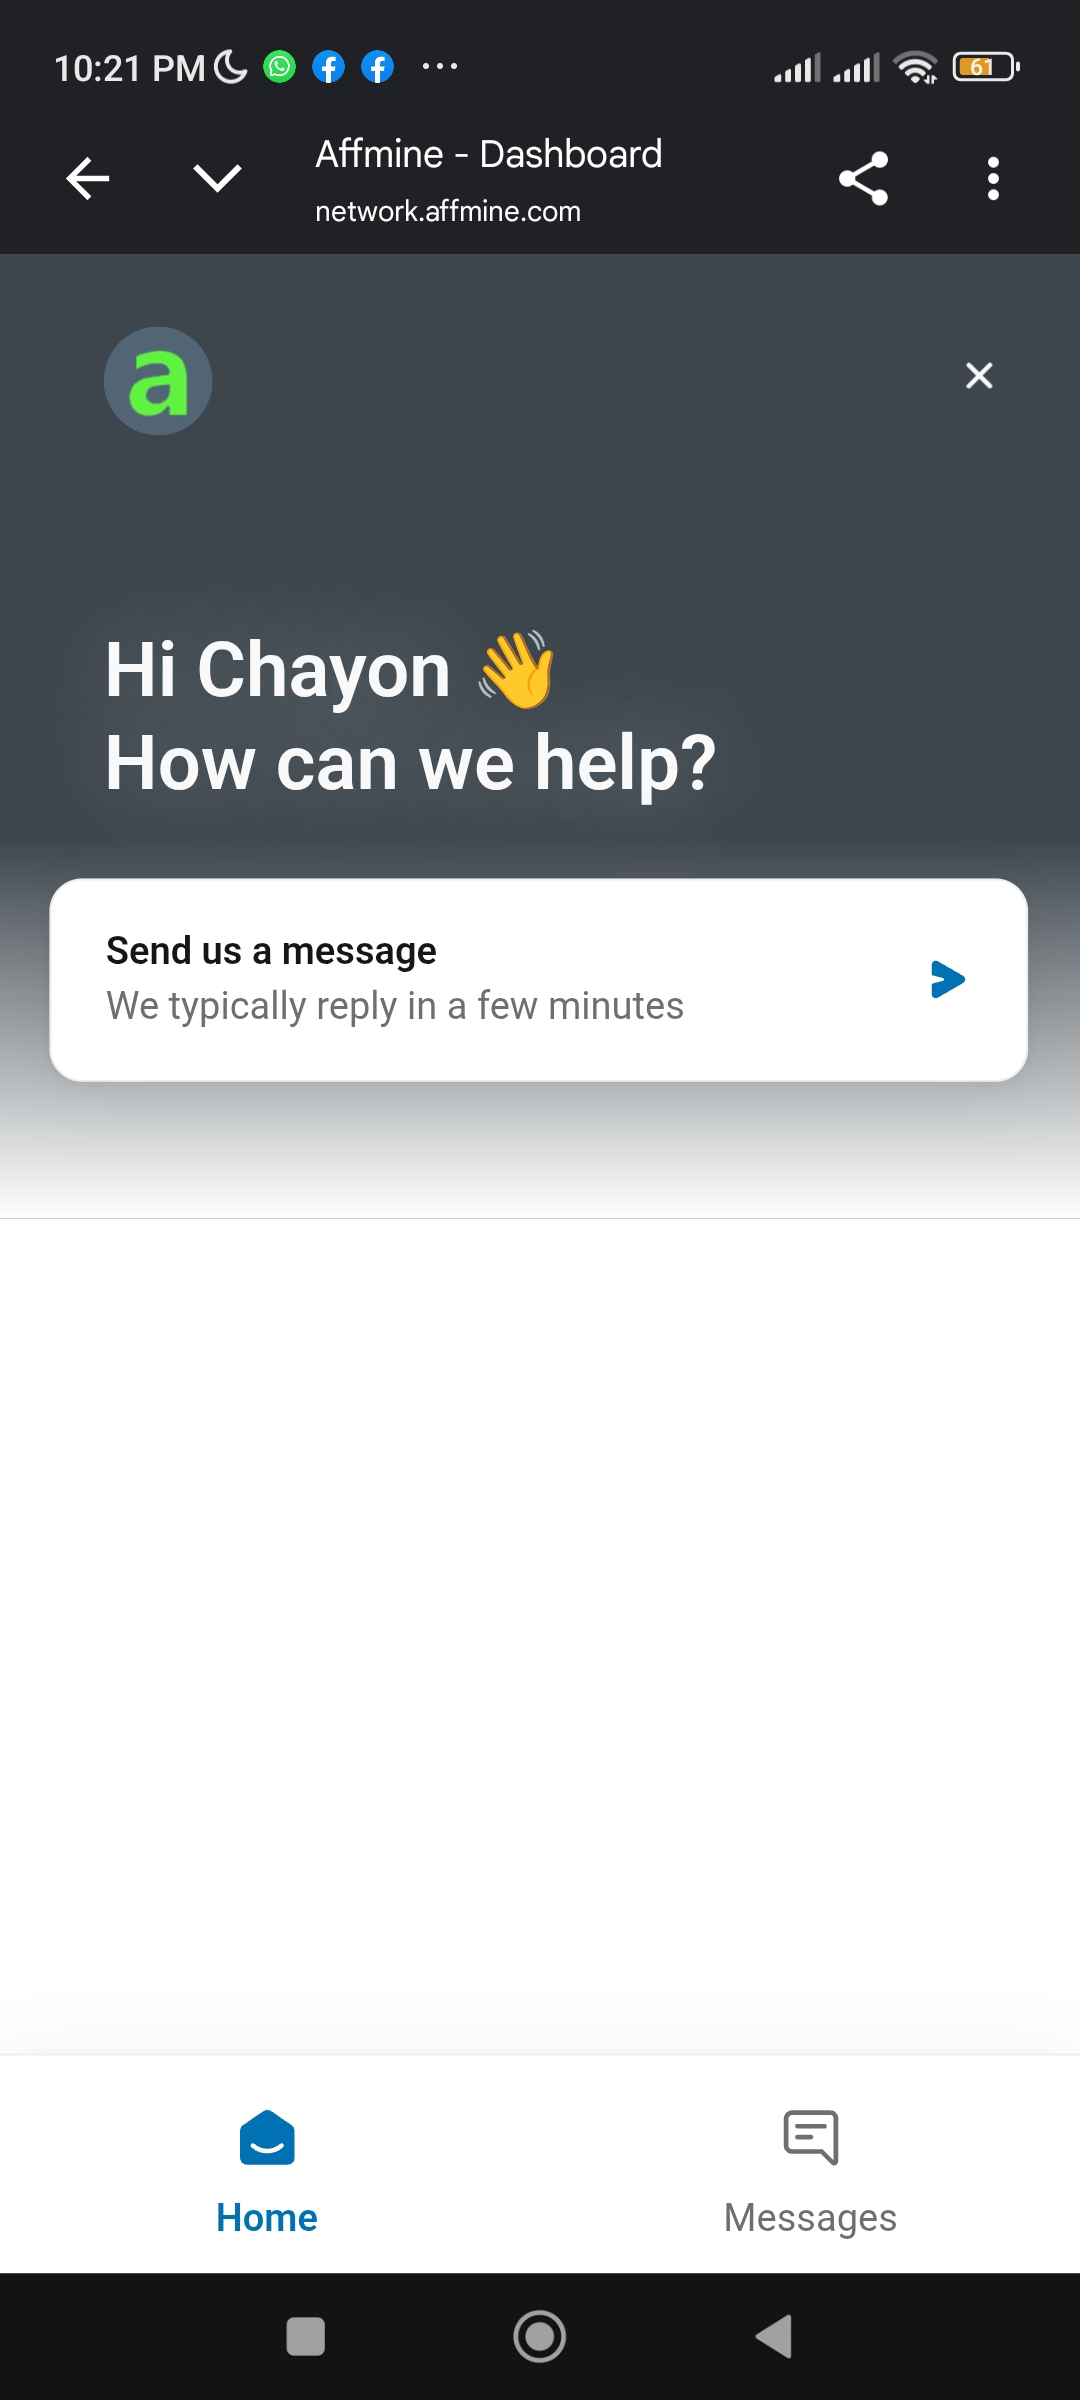 10:21 PM
61
Affmine - Dashboard
network.affmine.com
a
Hi Chayon 👋
How can we help?
Send us a message
We typically reply in a few minutes
Home
Messages